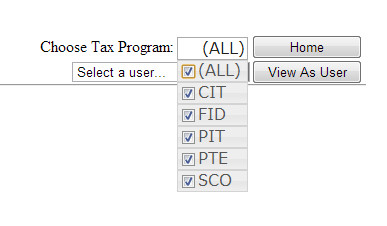 Choose Tax Program: (ALL) Home
Select a user... (ALL) View As User
CIT
FID
PIT
PTE
SCO